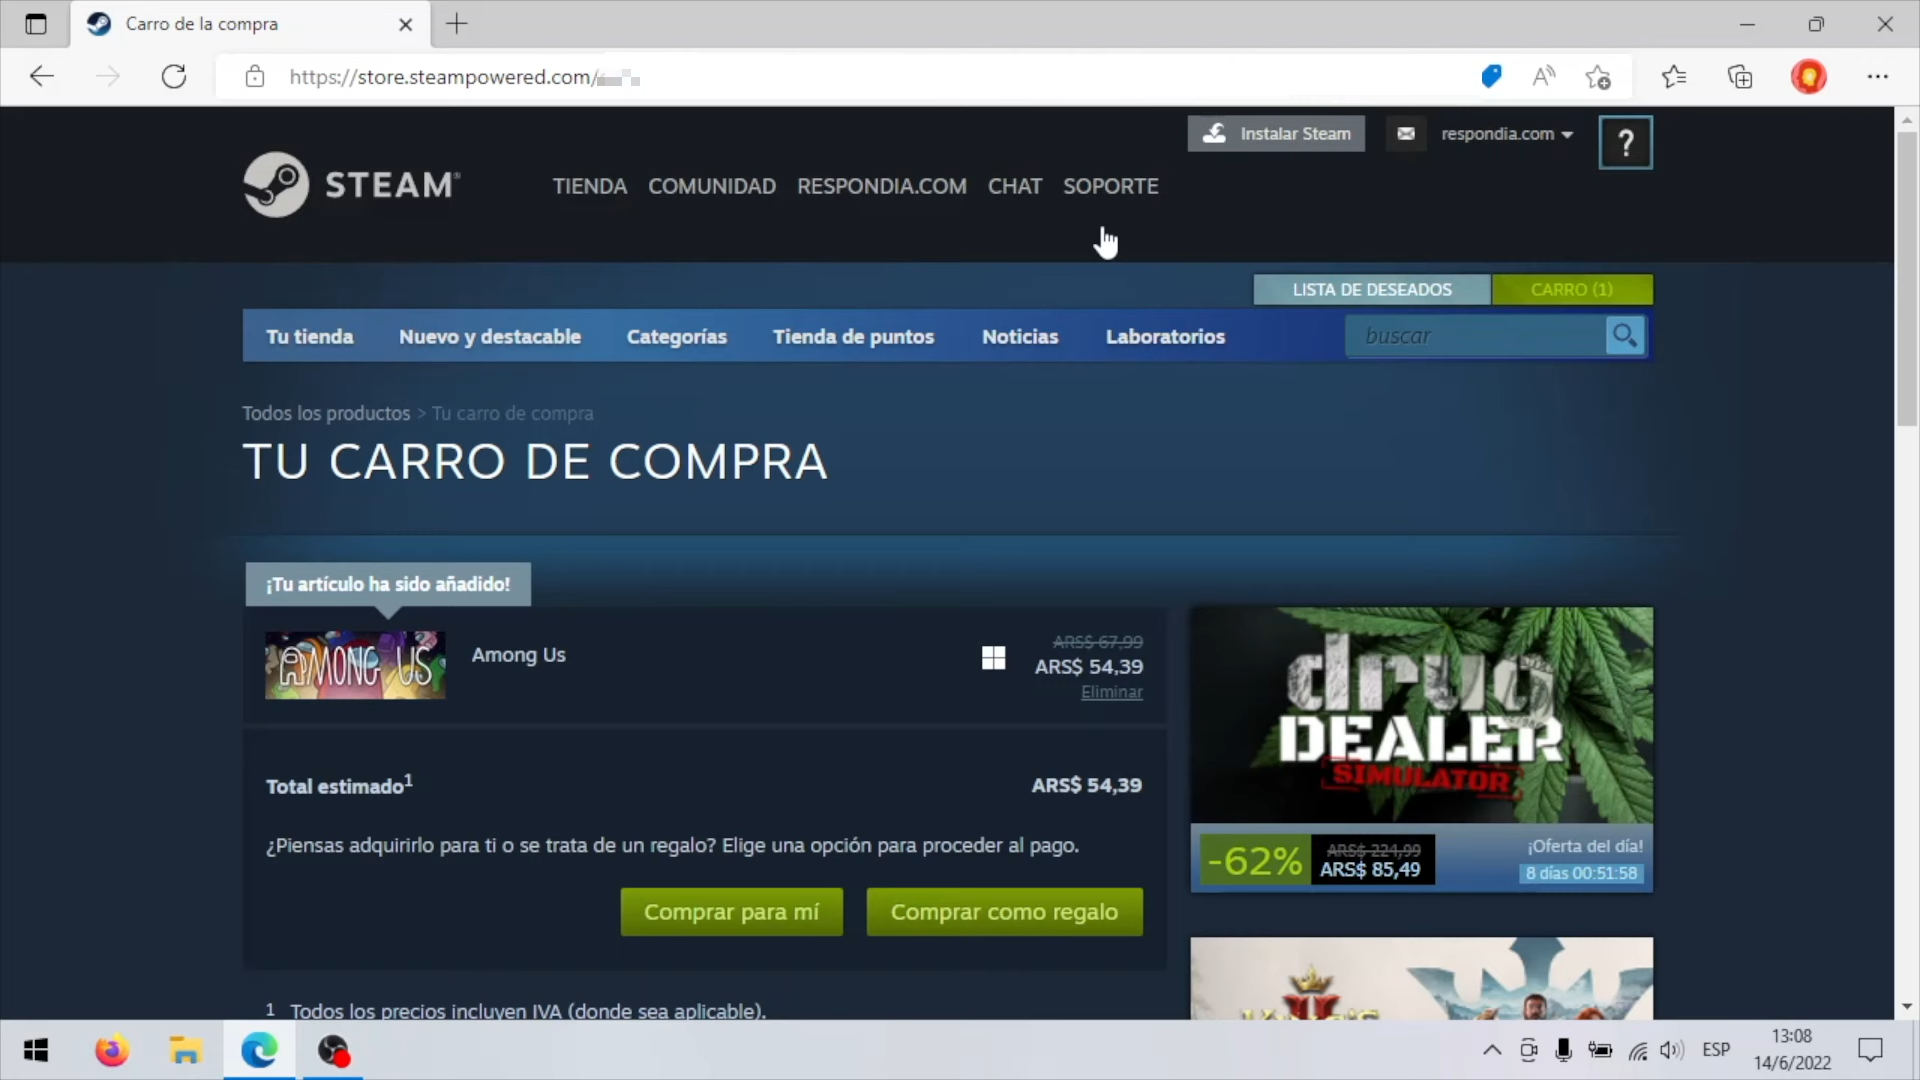 Carro de la compra
https://store.steampowered.com/
Instalar Steam
respondia.com
?
STEAM®
TIENDA COMUNIDAD RESPONDIA.COM CHAT SOPORTE
LISTA DE DESEADOS
CARRO (1)
Tu tienda Nuevo y destacable Categorías Tienda de puntos Noticias Laboratorios
buscar
Todos los productos > Tu carro de compra
TU CARRO DE COMPRA
¡Tu artículo ha sido añadido!
AMONG US
Among Us
ARS$ 67,99
ARS$ 54,39
Eliminar
Total estimado1
ARS$ 54,39
¿Piensas adquirirlo para ti o se trata de un regalo? Elige una opción para proceder al pago.
Comprar para mí
Comprar como regalo
1 Todos los precios incluyen IVA (donde sea aplicable).
drug
DEALER
SIMULATOR
-62%
ARS$ 224,99
ARS$ 85,49
¡Oferta del día!
8 días 00:51:58
ESP
13:08
14/6/2022